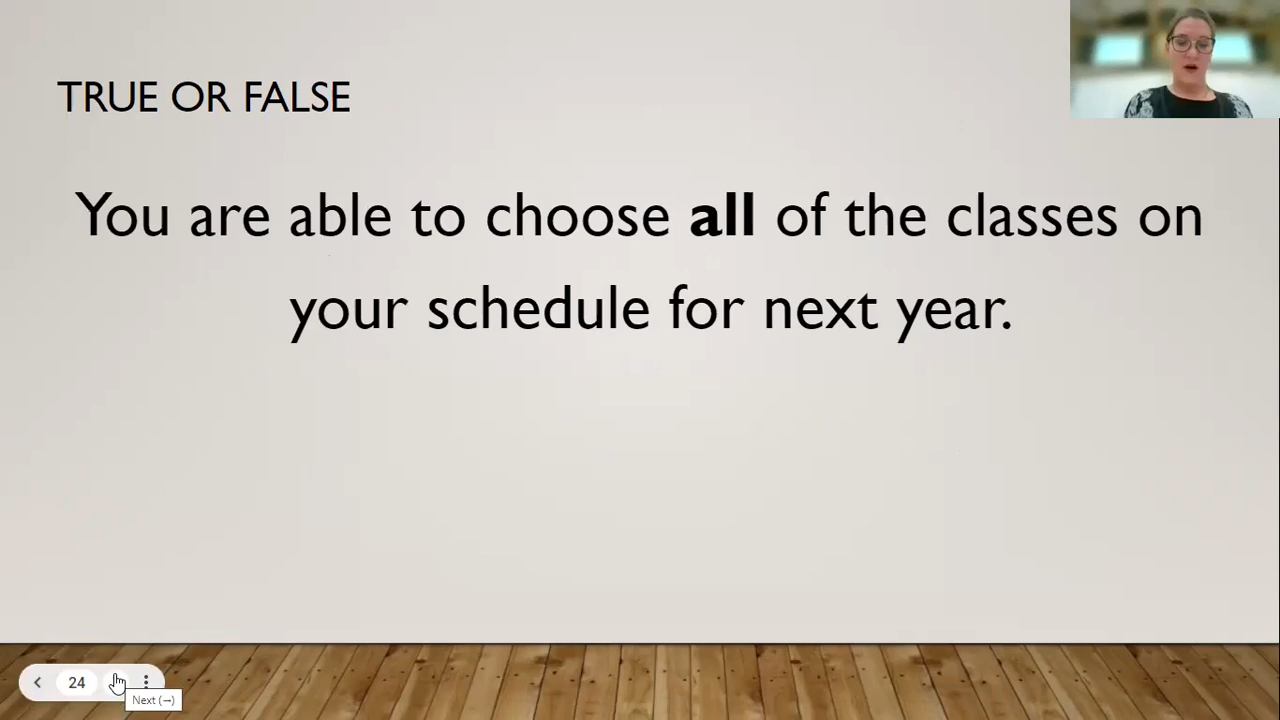 TRUE OR FALSE
You are able to choose all of the classes on
your schedule for next year.
24
Next (→)